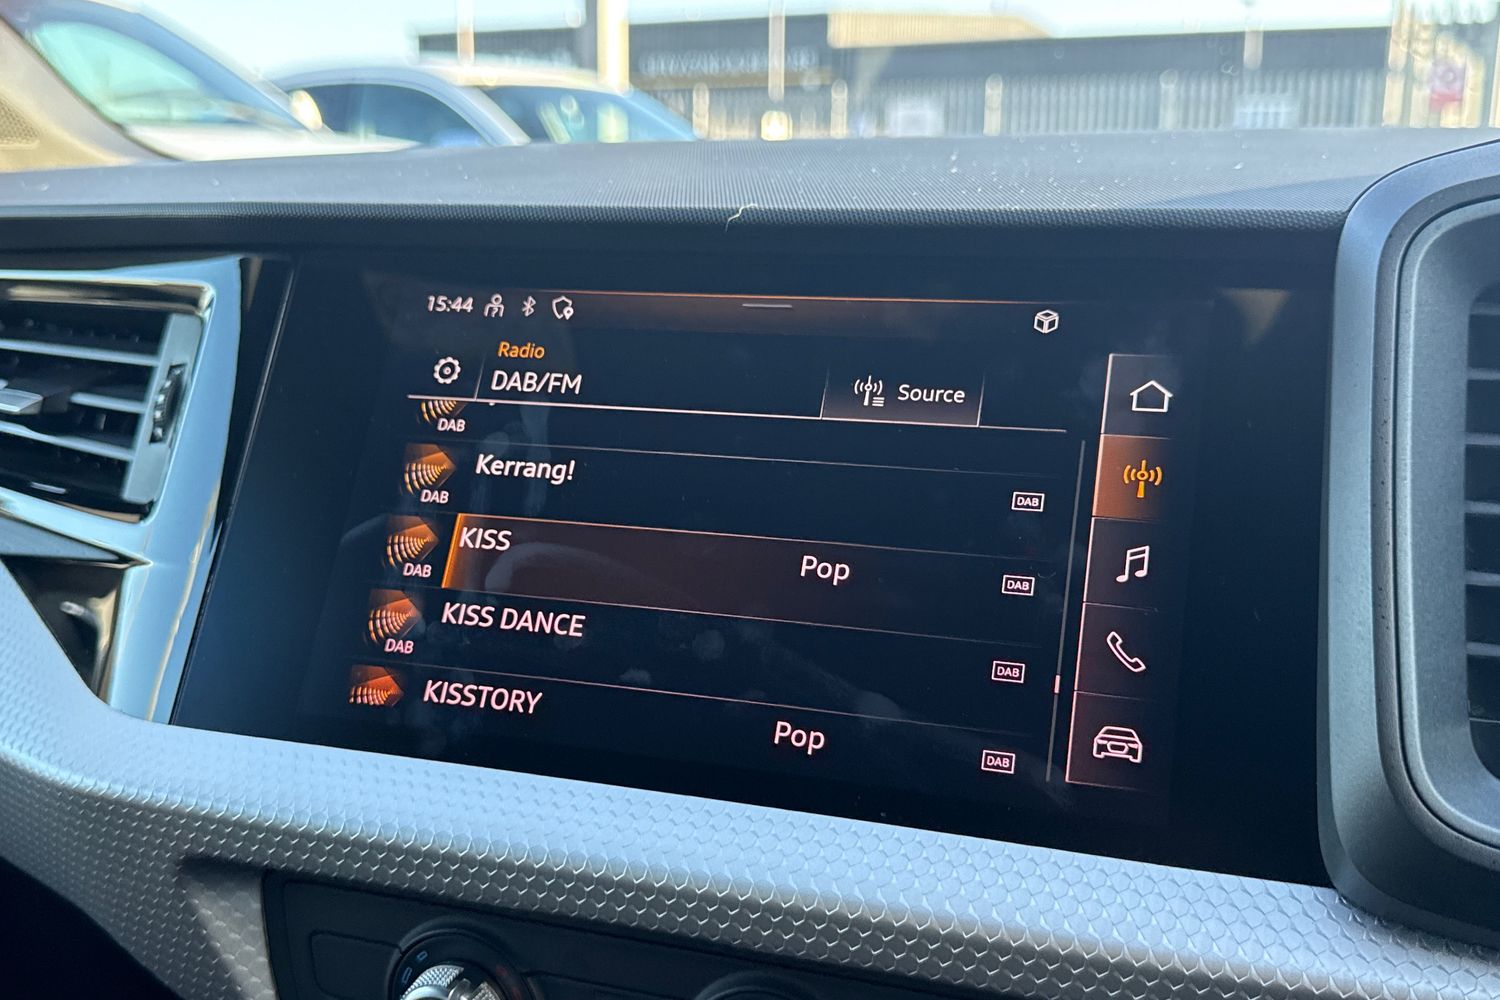 15:44
Radio
DAB/FM
Source
DAB
Kerrang!
DAB
DAB
KISS
Pop
DAB
DAB
KISS DANCE
DAB
DAB
KISSTORY
Pop
DAB